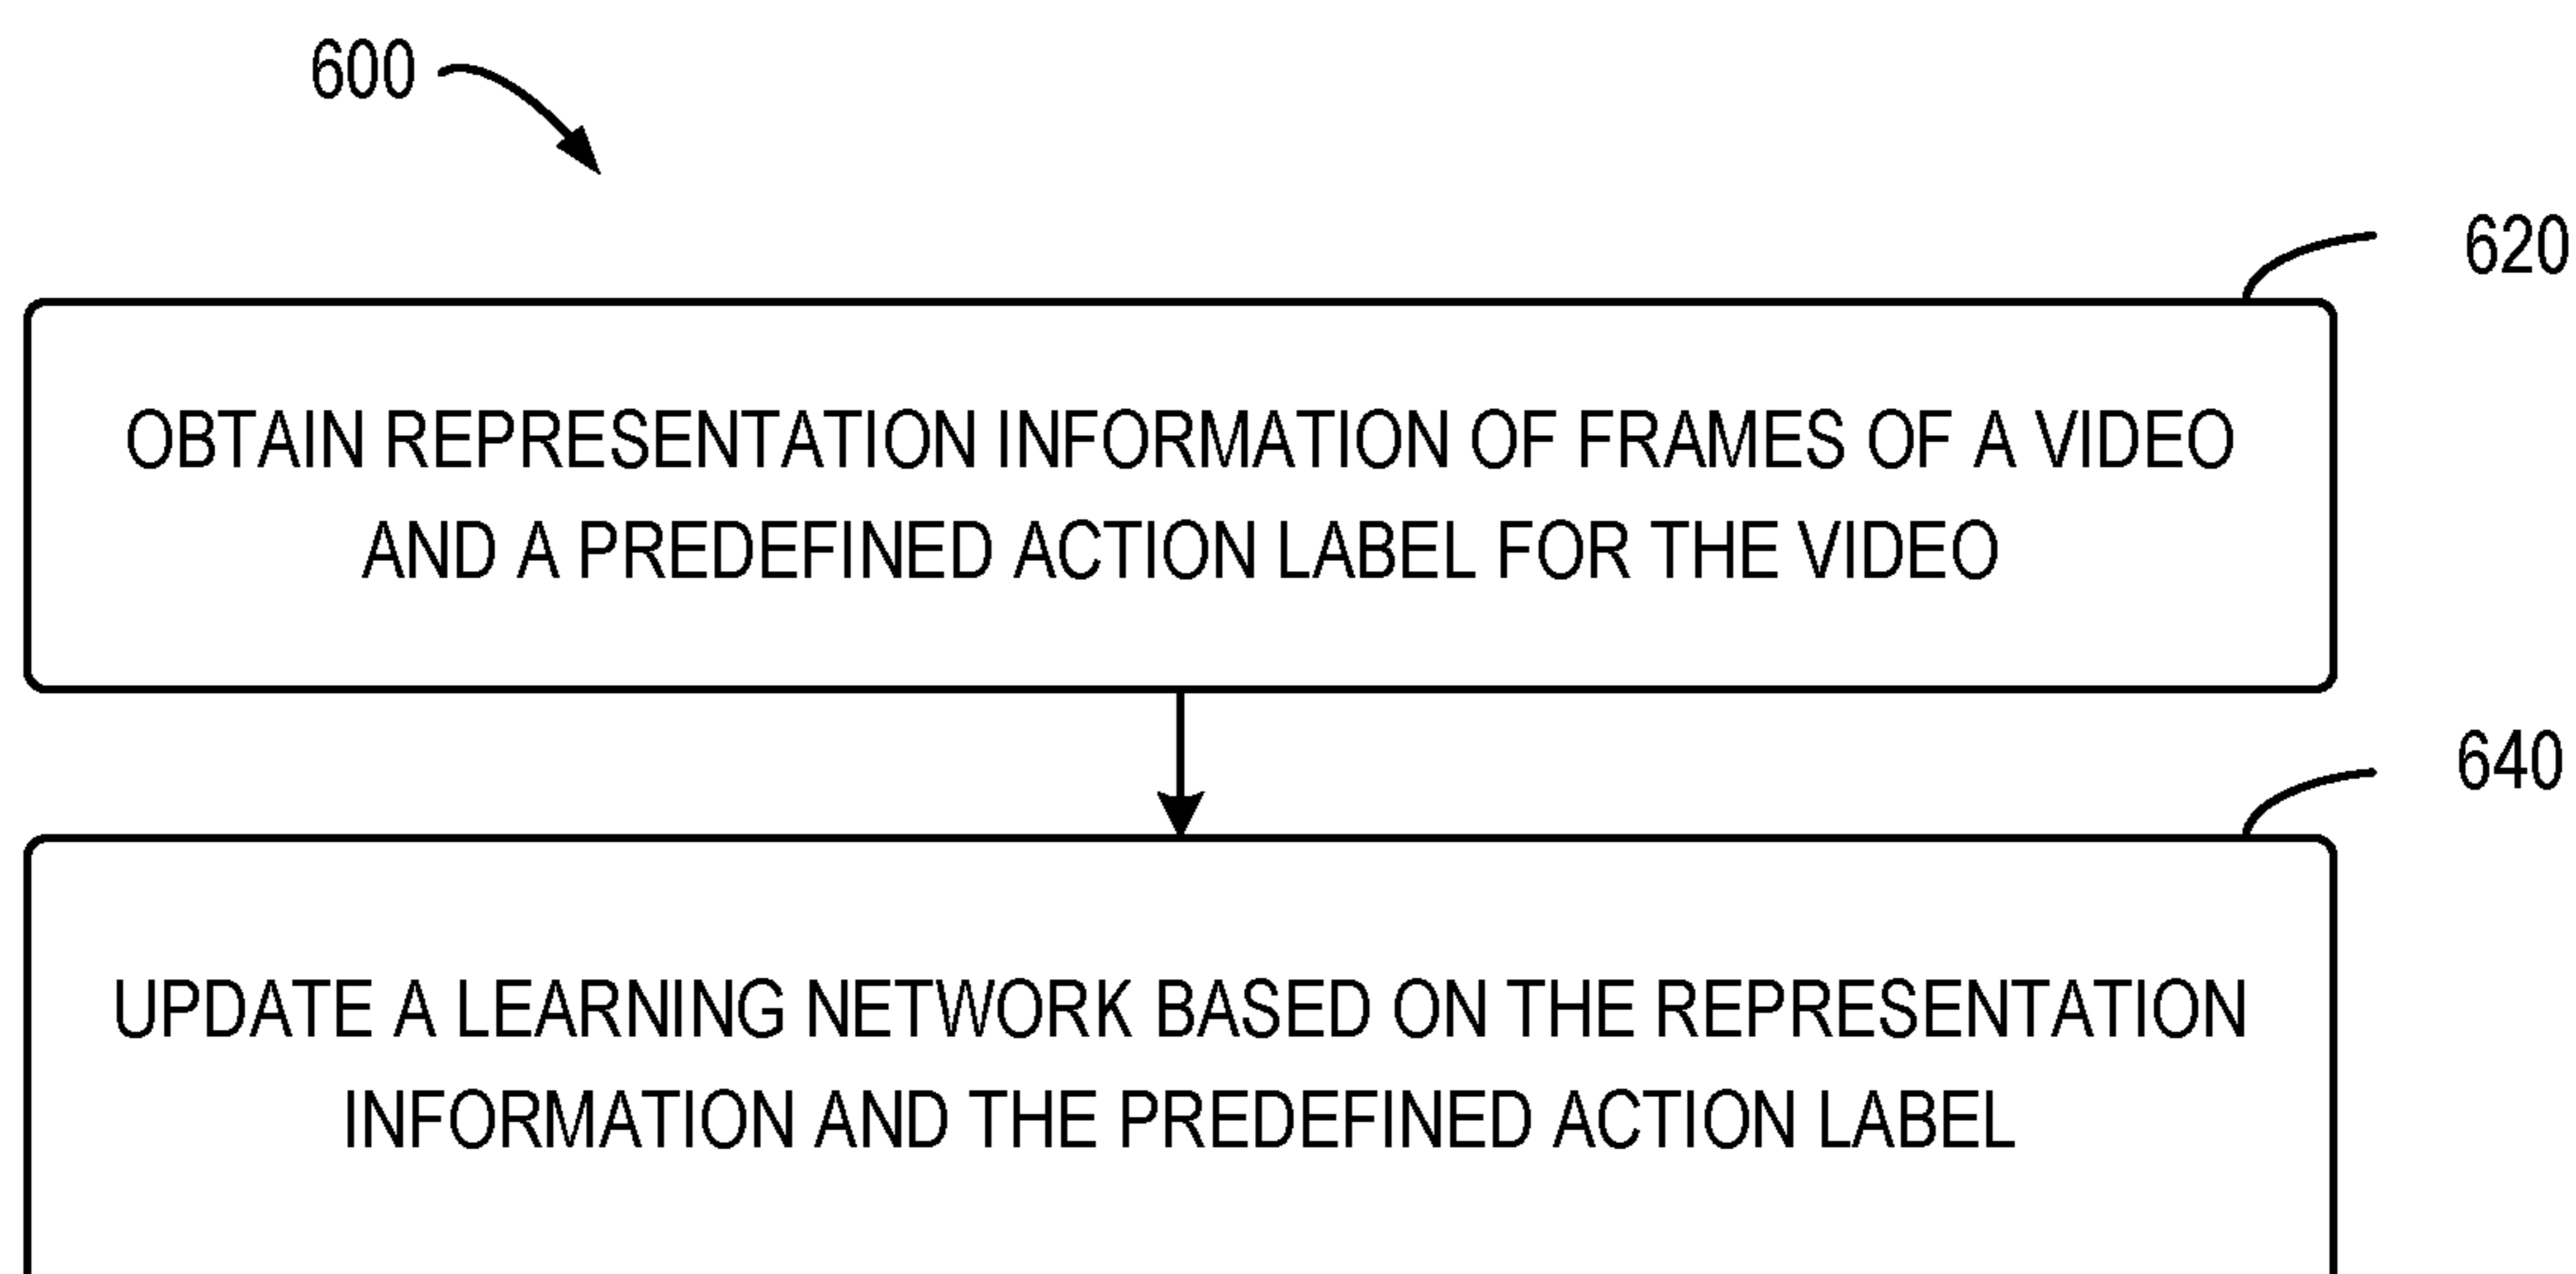 600
620
OBTAIN REPRESENTATION INFORMATION OF FRAMES OF A VIDEO
AND A PREDEFINED ACTION LABEL FOR THE VIDEO
640
UPDATE A LEARNING NETWORK BASED ON THE REPRESENTATION
INFORMATION AND THE PREDEFINED ACTION LABEL